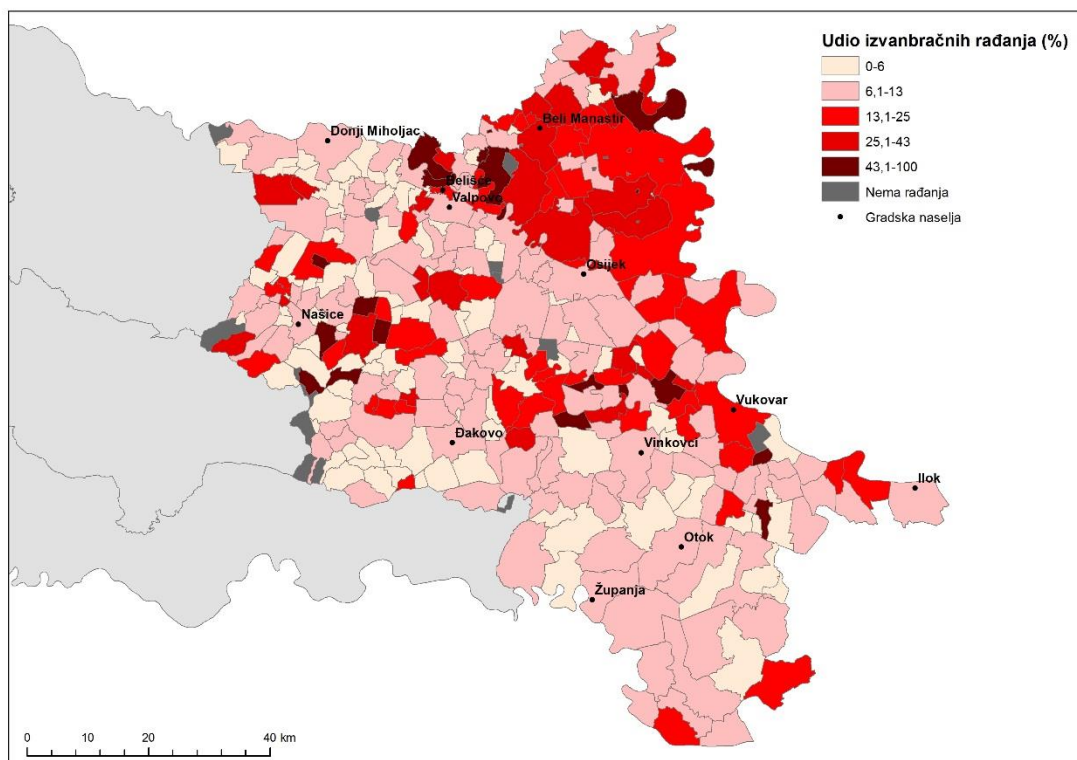 Udio izvanbračnih rađanja (%)
0-6
6,1-13
13,1-25
25,1-43
43,1-100
Nema rađanja
Gradska naselja
Beli Manastir
Donji Miholjac
Belišće
Valpovo
Osijek
Našice
Vukovar
Đakovo
Vinkovci
Ilok
Otok
Županja
0 10 20 40 km